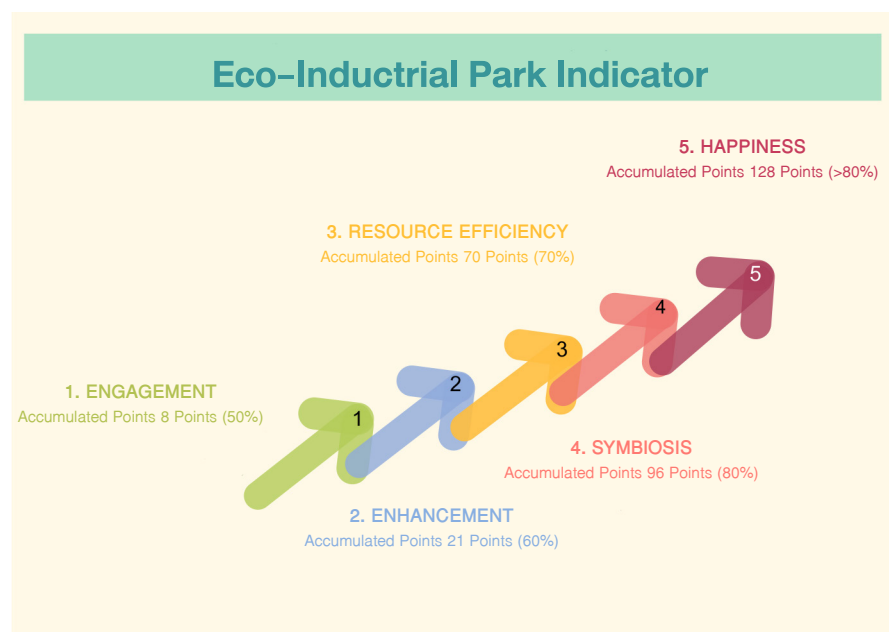 Eco-Inductrial Park Indicator
5. HAPPINESS
Accumulated Points 128 Points (>80%)
3. RESOURCE EFFICIENCY
Accumulated Points 70 Points (70%)
5
4
3
2
1
1. ENGAGEMENT
Accumulated Points 8 Points (50%)
4. SYMBIOSIS
Accumulated Points 96 Points (80%)
2. ENHANCEMENT
Accumulated Points 21 Points (60%)